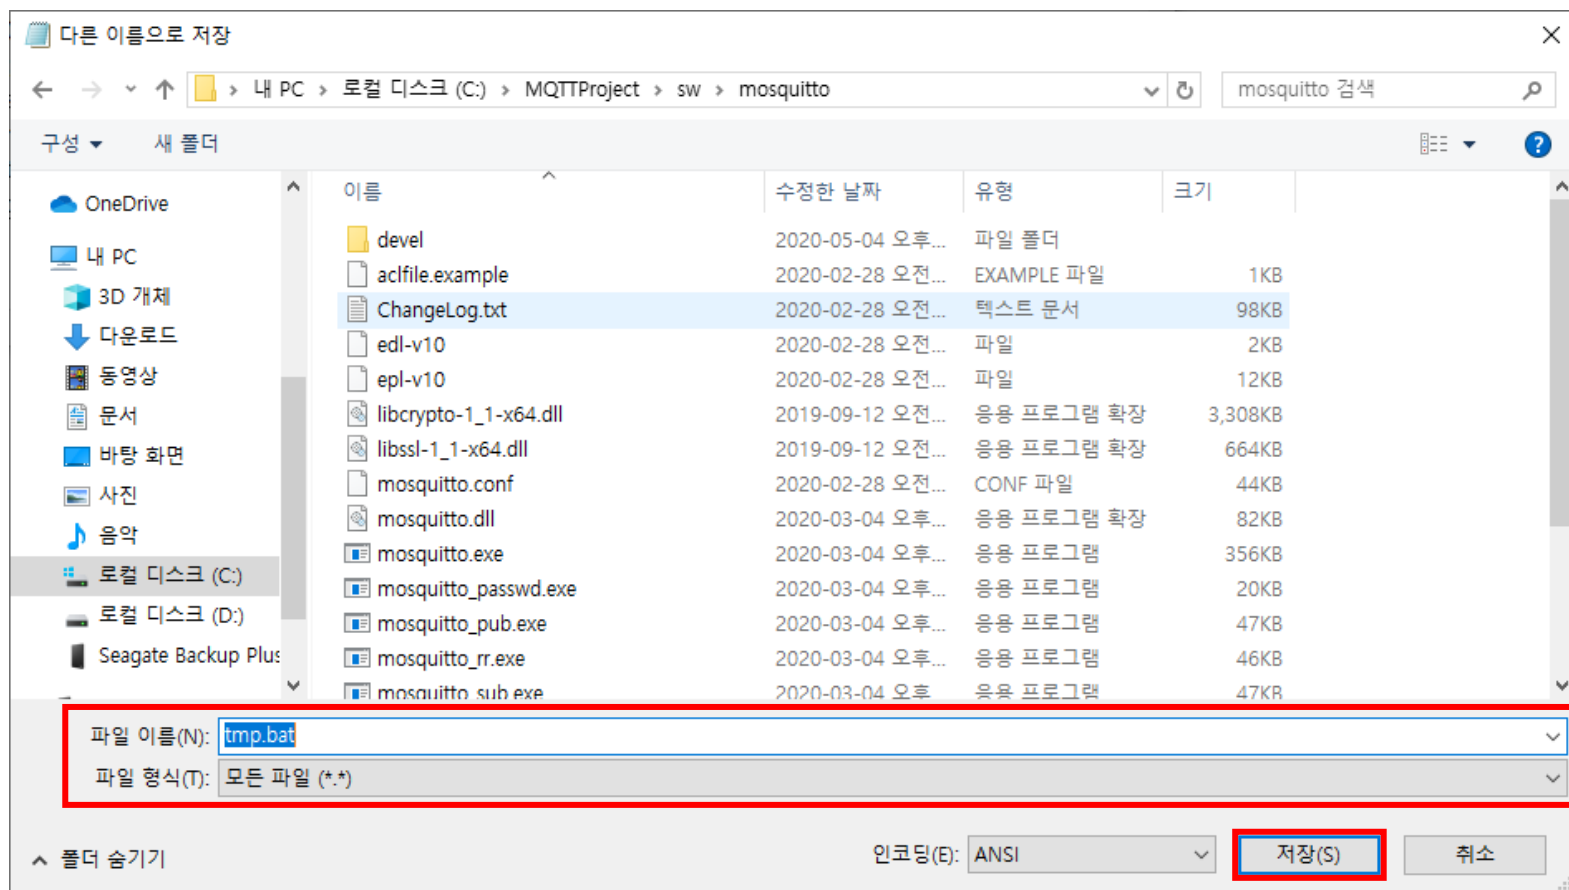 다른 이름으로 저장
내 PC > 로컬 디스크 (C:) > MQTTProject > sw > mosquitto
mosquitto 검색
구성
새 폴더
OneDrive
내 PC
3D 개체
다운로드
동영상
문서
바탕 화면
사진
음악
로컬 디스크 (C:)
로컬 디스크 (D:)
Seagate Backup Plus
이름 수정한 날짜 유형 크기
devel 2020-05-04 오후... 파일 폴더
aclfile.example 2020-02-28 오전... EXAMPLE 파일 1KB
ChangeLog.txt 2020-02-28 오전... 텍스트 문서 98KB
edl-v10 2020-02-28 오전... 파일 2KB
epl-v10 2020-02-28 오전... 파일 12KB
libcrypto-1_1-x64.dll 2019-09-12 오전... 응용 프로그램 확장 3,308KB
libssl-1_1-x64.dll 2019-09-12 오전... 응용 프로그램 확장 664KB
mosquitto.conf 2020-02-28 오전... CONF 파일 44KB
mosquitto.dll 2020-03-04 오후... 응용 프로그램 확장 82KB
mosquitto.exe 2020-03-04 오후... 응용 프로그램 356KB
mosquitto_passwd.exe 2020-03-04 오후... 응용 프로그램 20KB
mosquitto_pub.exe 2020-03-04 오후... 응용 프로그램 47KB
mosquitto_rr.exe 2020-03-04 오후... 응용 프로그램 46KB
mosquitto_sub.exe 2020-03-04 오후... 응용 프로그램 47KB
파일 이름(N): tmp.bat
파일 형식(T): 모든 파일 (*.*)
폴더 숨기기
인코딩(E): ANSI
저장(S)
취소